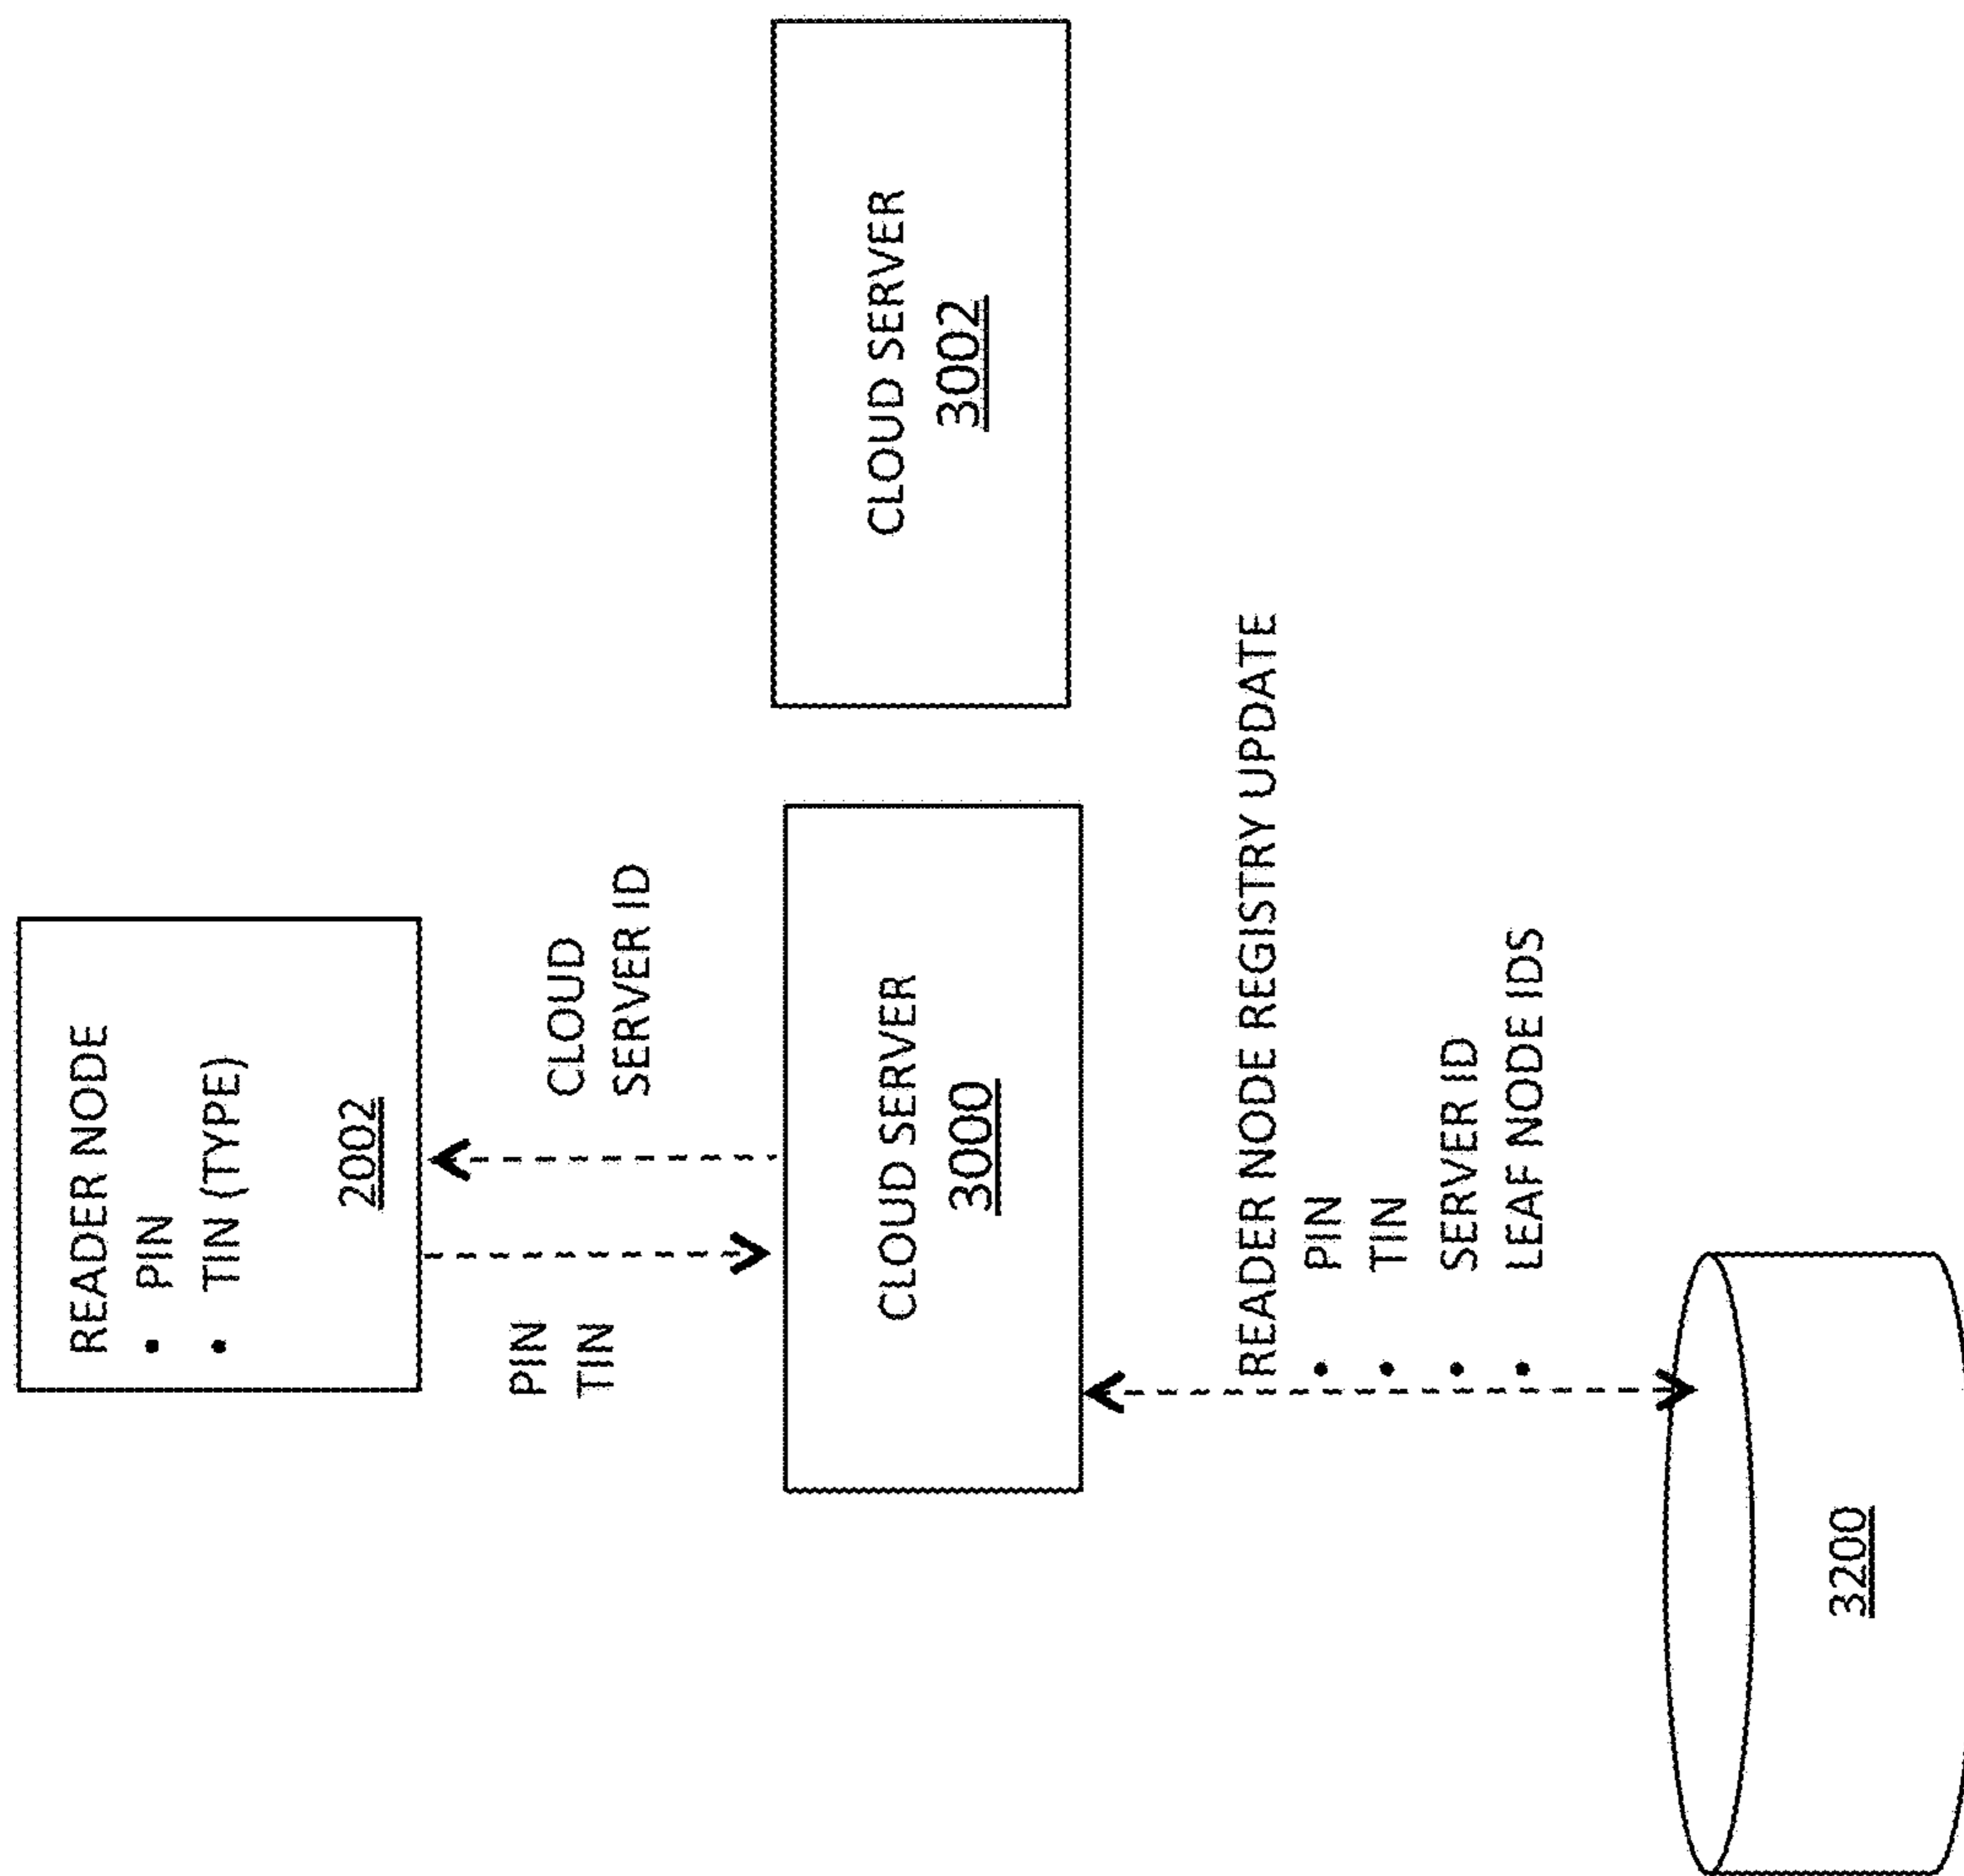 READER NODE
• PIN
• TIN (TYPE)
2002
PIN
TIN
CLOUD
SERVER ID
CLOUD SERVER
3000
CLOUD SERVER
3002
READER NODE REGISTRY UPDATE
• PIN
• TIN
• SERVER ID
• LEAF NODE IDS
3200